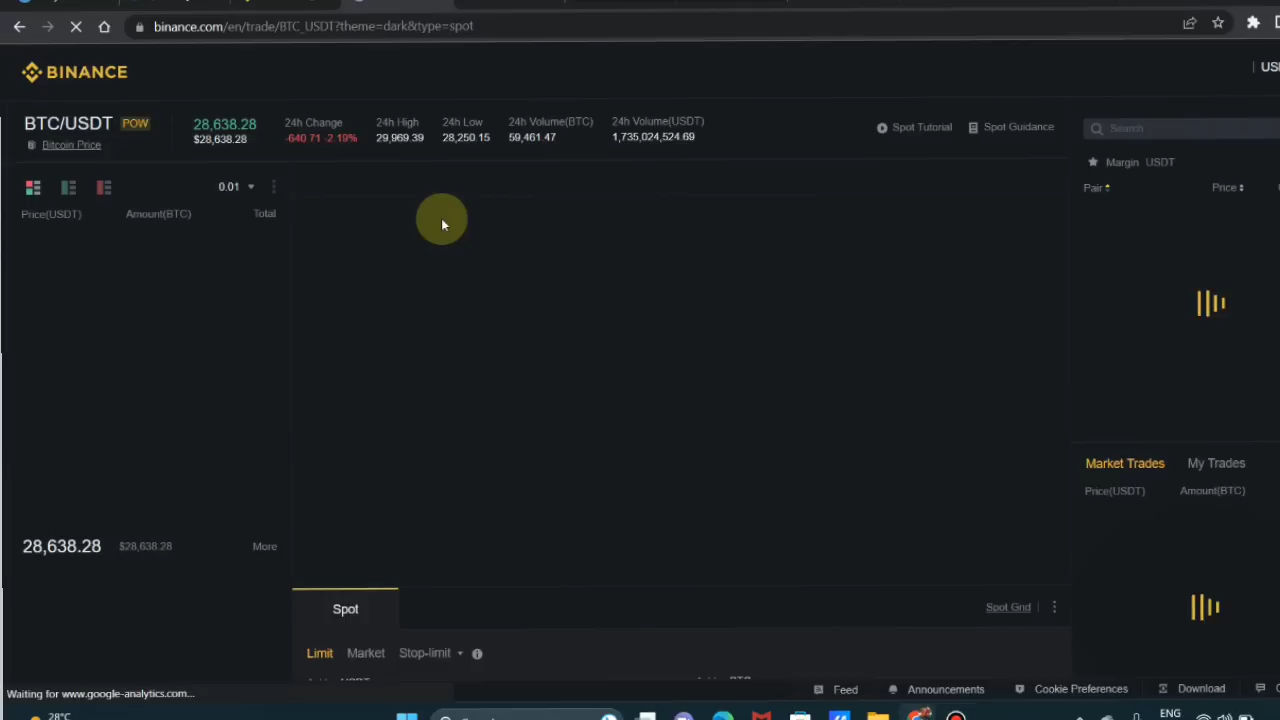 binance.com/en/trade/BTC_USDT?theme=dark&type=spot
BINANCE
BTC/USDT POW
Bitcoin Price
28,638.28
$28,638.28
24h Change
-640.71 -2.19%
24h High
29,969.39
24h Low
28,250.15
24h Volume(BTC)
59,461.47
24h Volume(USDT)
1,735,024,524.69
Spot Tutorial
Spot Guidance
Search
Margin USDT
Pair Price
0.01
Price(USDT) Amount(BTC) Total
28,638.28 $28,638.28 More
Market Trades My Trades
Price(USDT) Amount(BTC)
Spot
Spot Grid
Limit Market Stop-limit
Waiting for www.google-analytics.com...
Feed Announcements Cookie Preferences Download
28°C
ENG